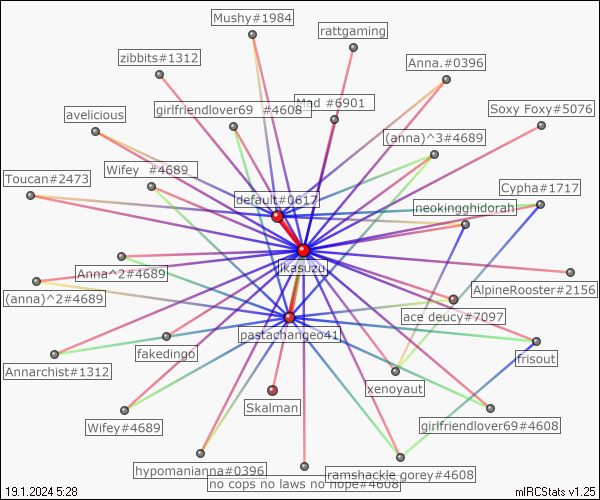 Mushy#1984
rattgaming
zibbits#1312
Anna.#0396
avelicious
girlfriendlover69 #4608
Mad #6901
Soxy Foxy#5076
(anna)^3#4689
Toucan#2473
Wifey #4689
default#0617
Cypha#1717
neokingghidorah
Anna^2#4689
ikasuzu
(anna)^2#4689
AlpineRooster#2156
ace deucy#7097
pastachangeo41
fakedingo
frisout
Annarchist#1312
xenoyaut
Skalman
Wifey#4689
girlfriendlover69#4608
hypomanianna#0396
ramshackle gorey#4608
no cops no laws no hope#4608
19.1.2024 5:28
mIRCStats v1.25